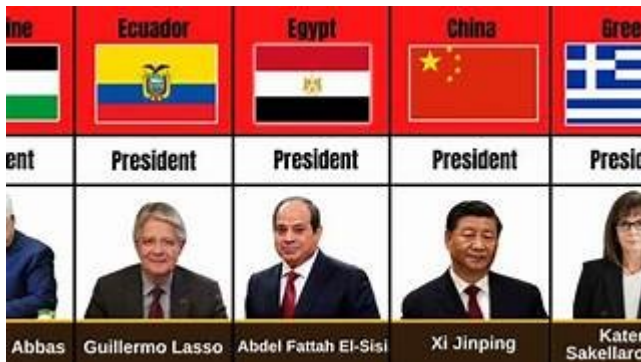 Ecuador
Egypt
China
President
President
President
Abbas
Guillermo Lasso
Abdel Fattah El-Sisi
Xi Jinping